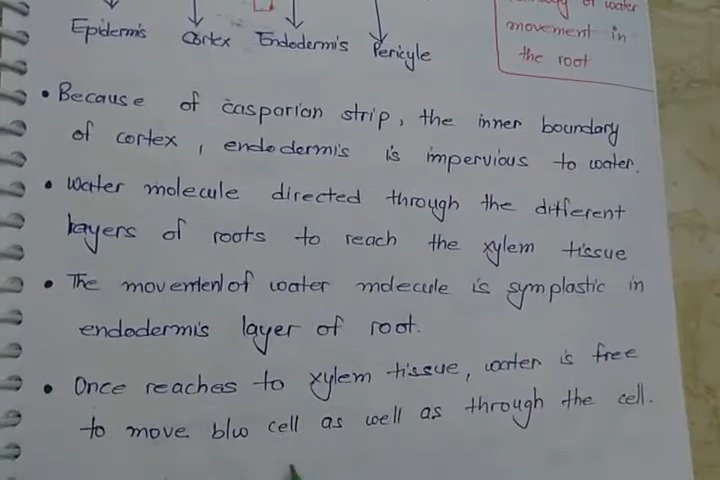 of water
movement in
the root
Epidermis Cortex Endodermis Pericyle
• Because of casparian strip, the inner boundary
of cortex, endodermis is impervious to water.
• Water molecule directed through the different
layers of roots to reach the xylem tissue
• The movement of water molecule is symplastic in
endodermis layer of root.
• Once reaches to xylem tissue, water is free
to move b/w cell as well as through the cell.